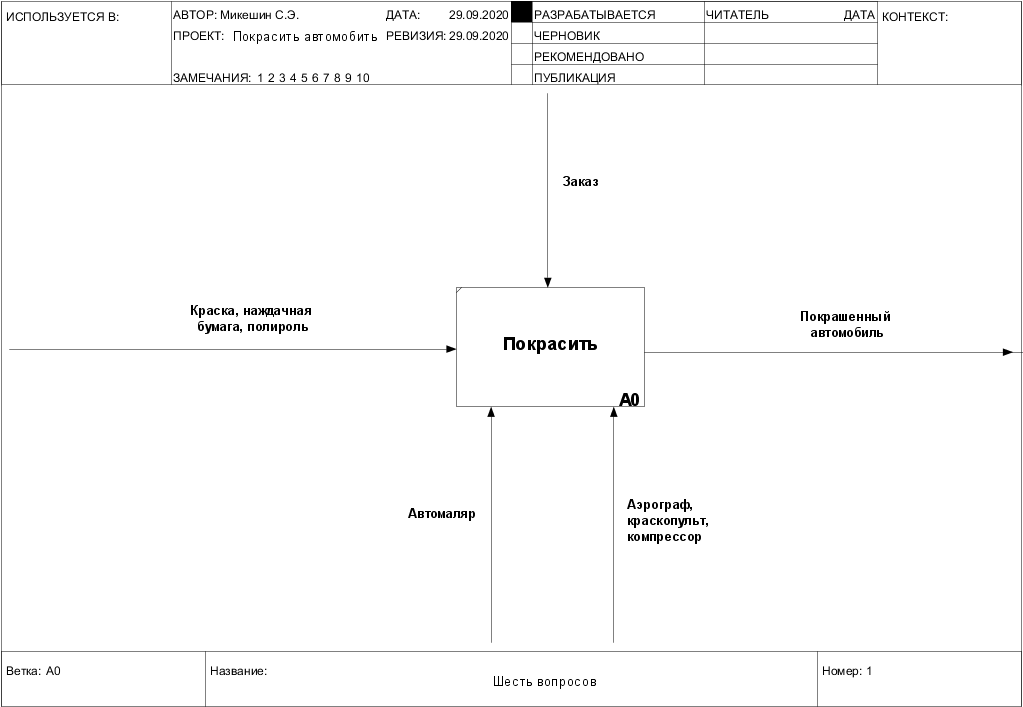 ИСПОЛЬЗУЕТСЯ В:
АВТОР: Микешин С.Э.
ДАТА: 29.09.2020
ПРОЕКТ: Покрасить автомобить
РЕВИЗИЯ: 29.09.2020
ЗАМЕЧАНИЯ: 1 2 3 4 5 6 7 8 9 10
РАЗРАБАТЫВАЕТСЯ
ЧЕРНОВИК
РЕКОМЕНДОВАНО
ПУБЛИКАЦИЯ
ЧИТАТЕЛЬ ДАТА
КОНТЕКСТ:
Заказ
Краска, наждачная
бумага, полироль
Покрасить
A0
Покрашенный
автомобиль
Автомаляр
Аэрограф,
краскопульт,
компрессор
Ветка: A0
Название:
Шесть вопросов
Номер: 1